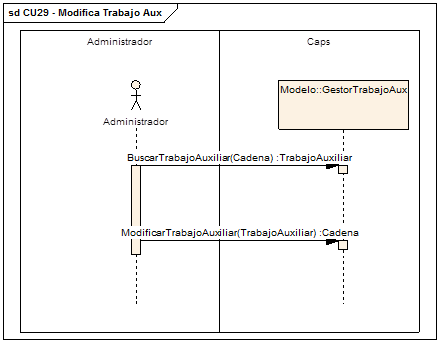 sd CU29 - Modifica Trabajo Aux
Administrador
Caps
Modelo::GestorTrabajoAux
Administrador
BuscarTrabajoAuxiliar(Cadena) :TrabajoAuxiliar
ModificarTrabajoAuxiliar(TrabajoAuxiliar) :Cadena